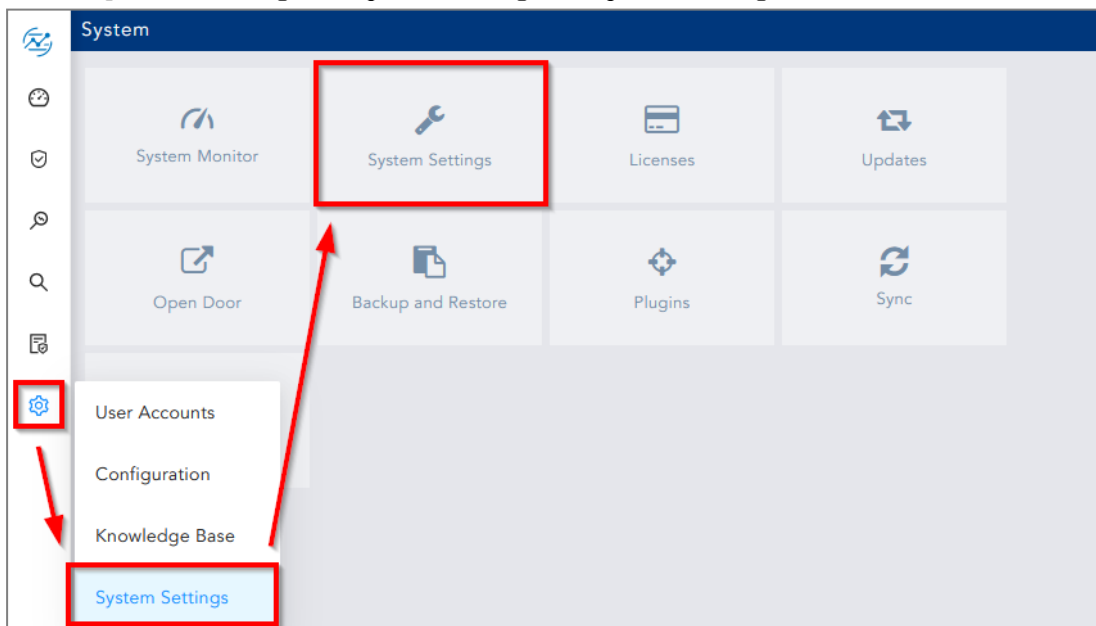 System
System Monitor
System Settings
Licenses
Updates
Open Door
Backup and Restore
Plugins
Sync
User Accounts
Configuration
Knowledge Base
System Settings